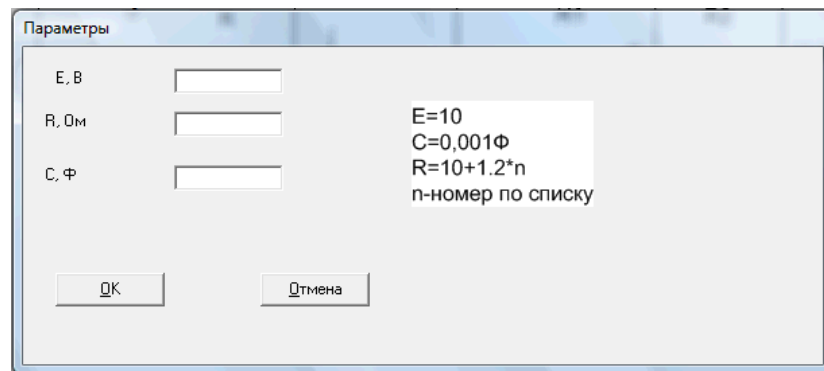 Параметры
E, В
R, Ом
C, Ф
E=10
C=0,001Ф
R=10+1.2*n
n-номер по списку
OK
Отмена